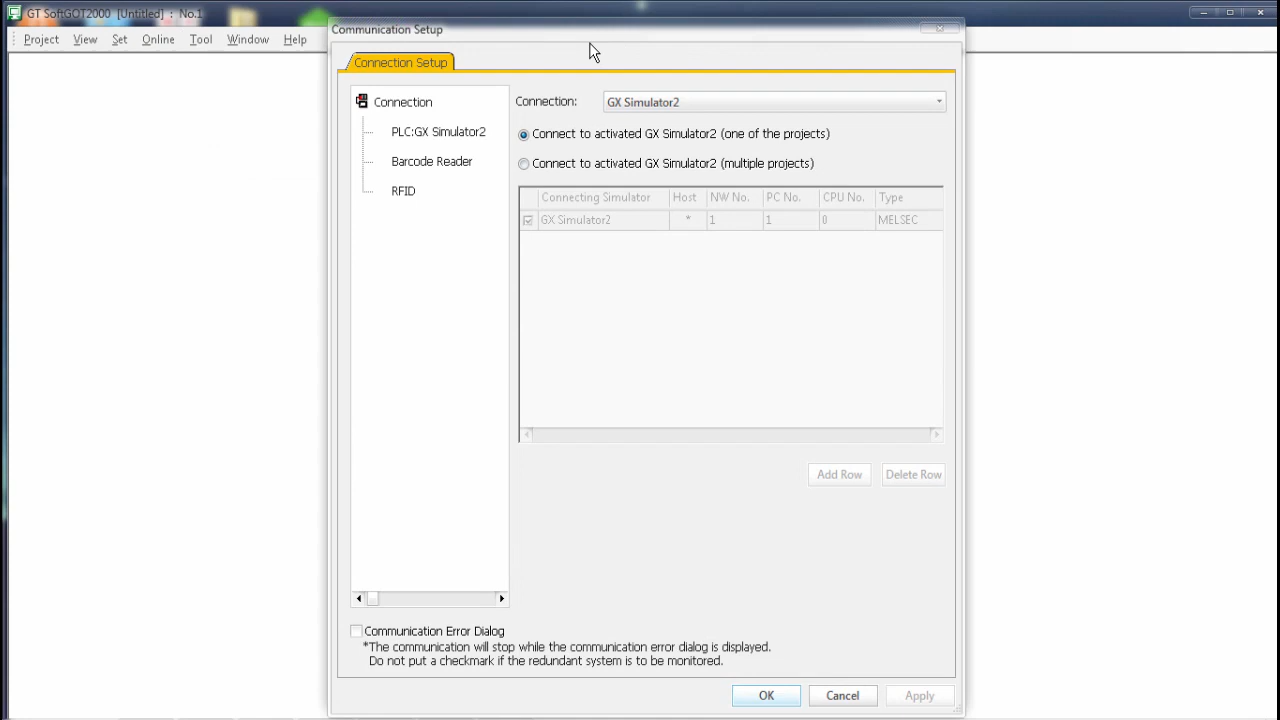 GT SoftGOT2000 [Untitled] : No.1
Project View Set Online Tool Window Help
Communication Setup
Connection Setup
Connection
PLC:GX Simulator2
Barcode Reader
RFID
Connection: GX Simulator2
Connect to activated GX Simulator2 (one of the projects)
Connect to activated GX Simulator2 (multiple projects)
Connecting Simulator Host NW No. PC No. CPU No. Type
GX Simulator2 * 1 1 0 MELSEC
Add Row Delete Row
Communication Error Dialog
*The communication will stop while the communication error dialog is displayed.
Do not put a checkmark if the redundant system is to be monitored.
OK Cancel Apply